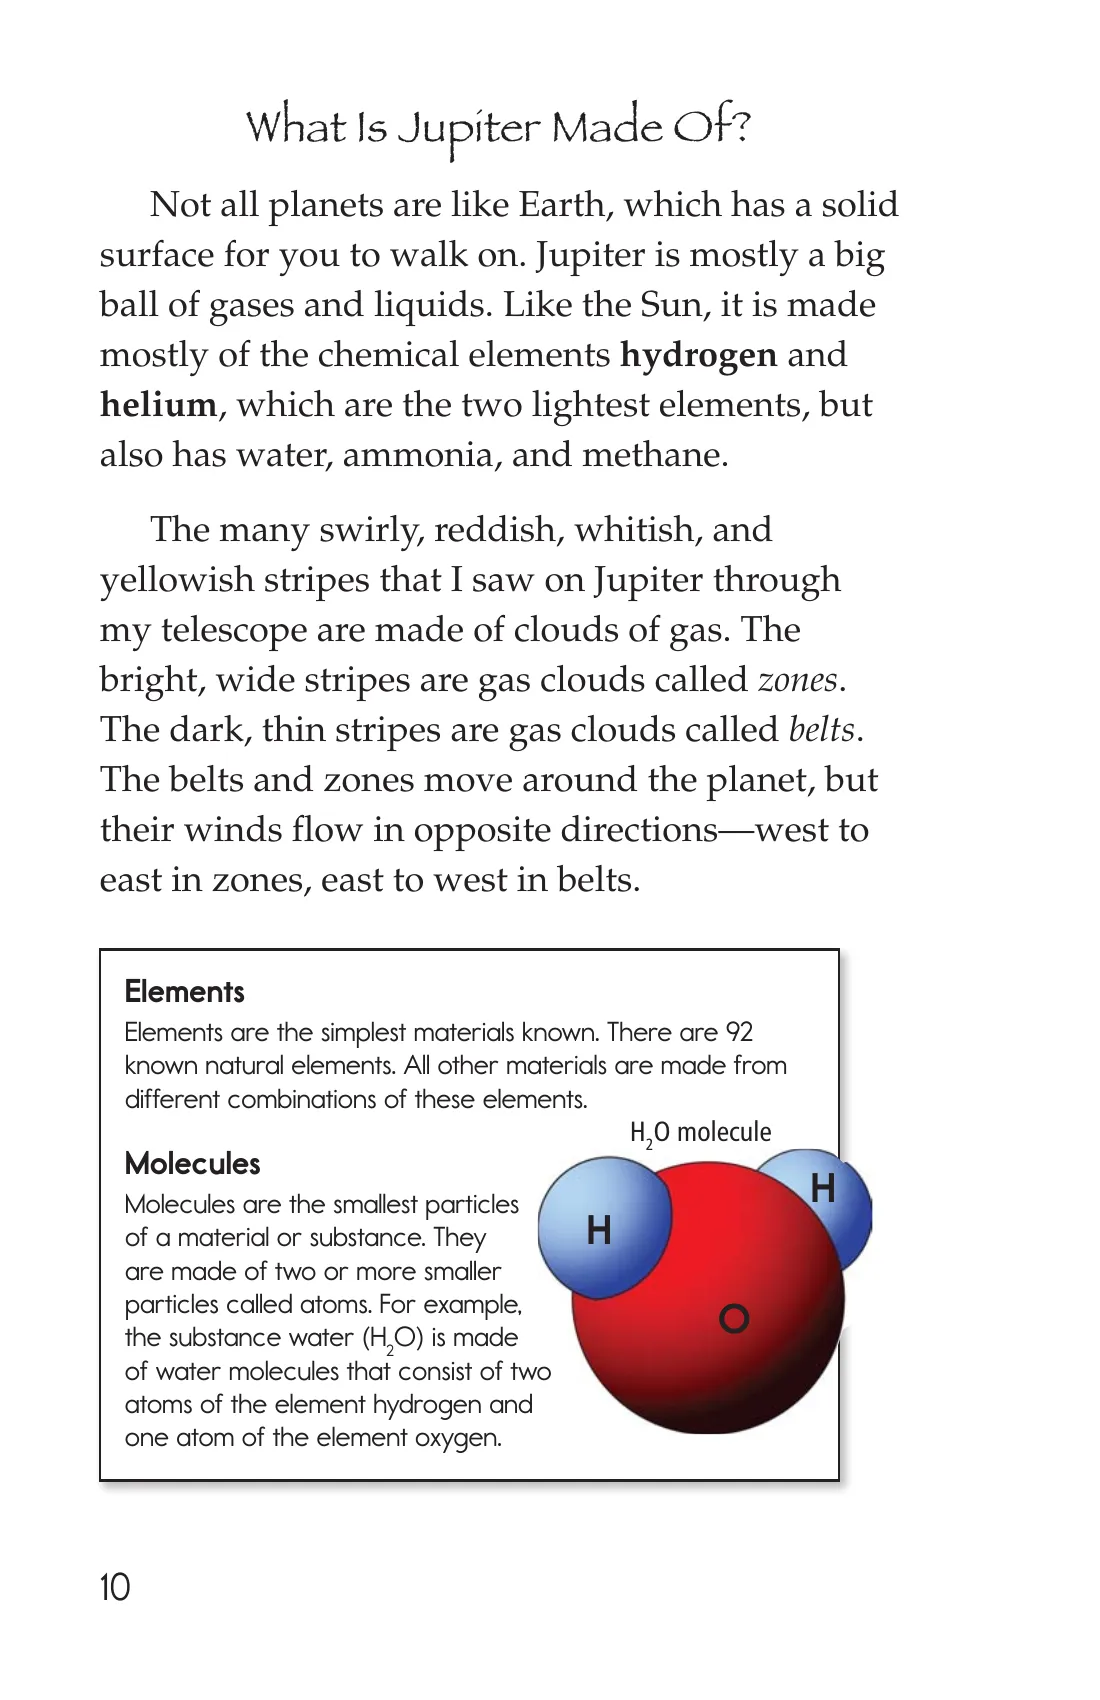 What Is Jupiter Made Of?
Not all planets are like Earth, which has a solid
surface for you to walk on. Jupiter is mostly a big
ball of gases and liquids. Like the Sun, it is made
mostly of the chemical elements hydrogen and
helium, which are the two lightest elements, but
also has water, ammonia, and methane.
The many swirly, reddish, whitish, and
yellowish stripes that I saw on Jupiter through
my telescope are made of clouds of gas. The
bright, wide stripes are gas clouds called zones.
The dark, thin stripes are gas clouds called belts.
The belts and zones move around the planet, but
their winds flow in opposite directions—west to
east in zones, east to west in belts.
Elements
Elements are the simplest materials known. There are 92
known natural elements. All other materials are made from
different combinations of these elements.
Molecules
Molecules are the smallest particles
of a material or substance. They
are made of two or more smaller
particles called atoms. For example,
the substance water (H₂O) is made
of water molecules that consist of two
atoms of the element hydrogen and
one atom of the element oxygen.
H₂O molecule
H
H
O
10